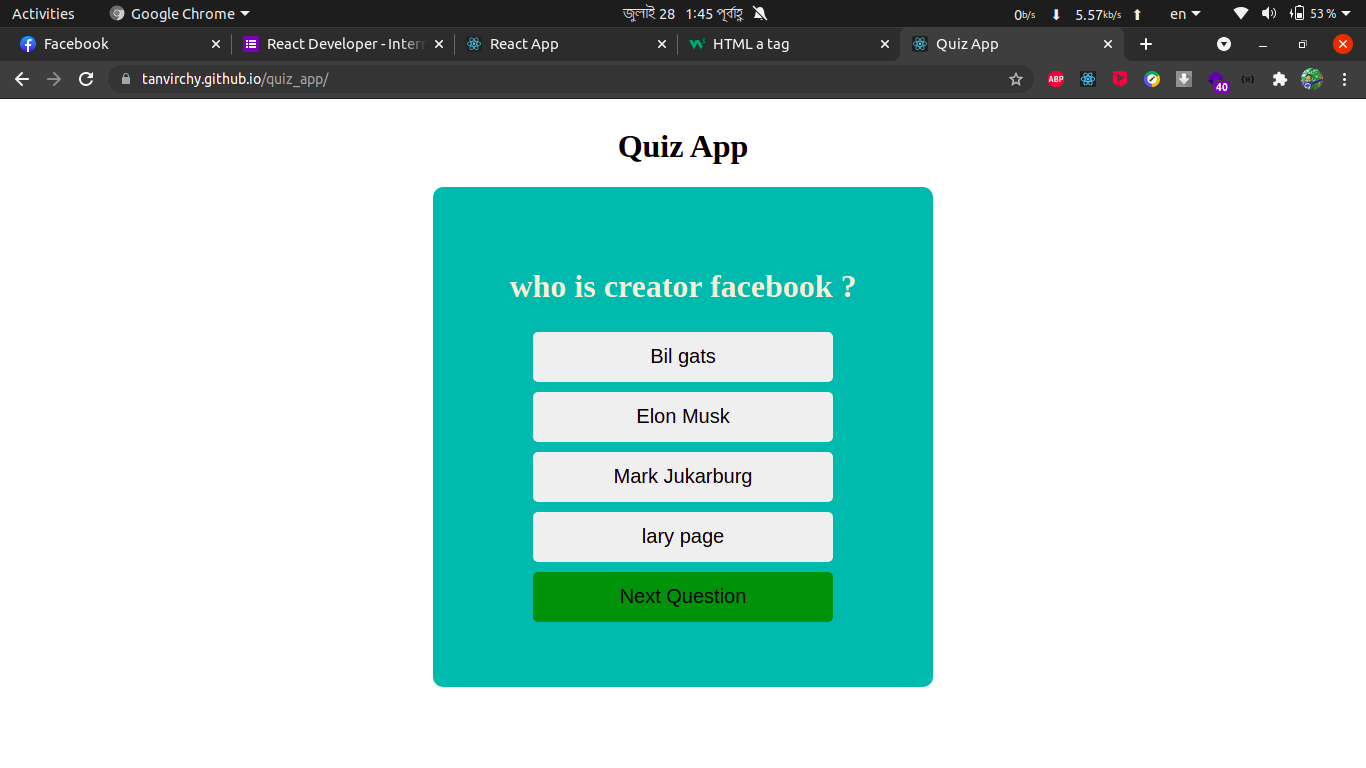 Activities Google Chrome জুলাই 28 1:45 পূর্বাহ্ণ 0b/s 5.57kb/s en 53 %
Facebook React Developer - Inter React App HTML a tag Quiz App
tanvirchy.github.io/quiz_app/ ABP 40
Quiz App
who is creator facebook ?
Bil gats
Elon Musk
Mark Jukarburg
lary page
Next Question